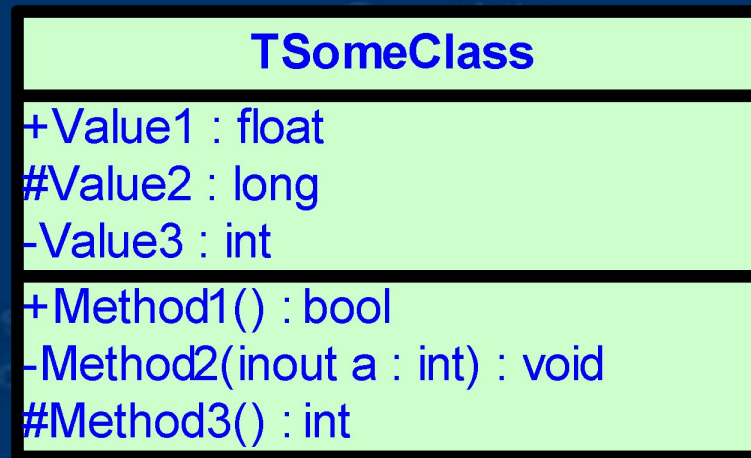 TSomeClass
+Value1 : float
#Value2 : long
-Value3 : int
+Method1() : bool
-Method2(inout a : int) : void
#Method3() : int